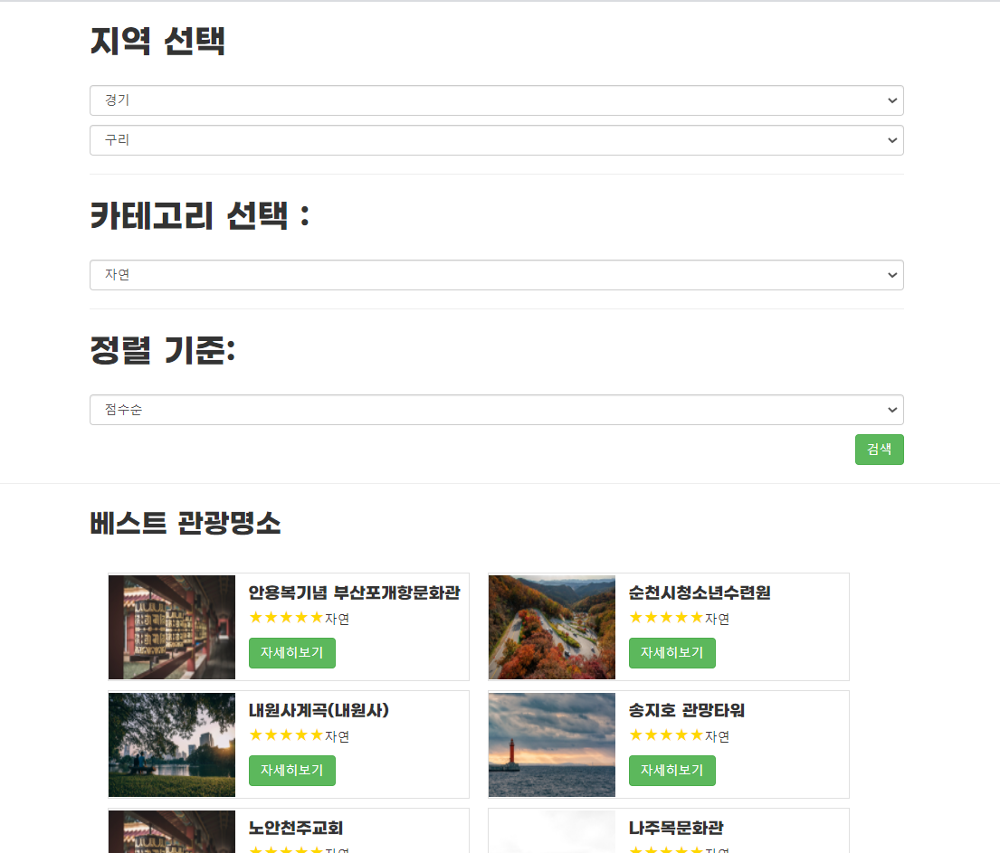 지역 선택
경기
구리
카테고리 선택 :
자연
정렬 기준:
점수순
검색
베스트 관광명소
안용복기념 부산포개항문화관
★★★★★자연
자세히보기
순천시청소년수련원
★★★★★자연
자세히보기
내원사계곡(내원사)
★★★★★자연
자세히보기
송지호 관망타워
★★★★★자연
자세히보기
노안천주교회
★★★★★자연
나주목문화관
★★★★★자연